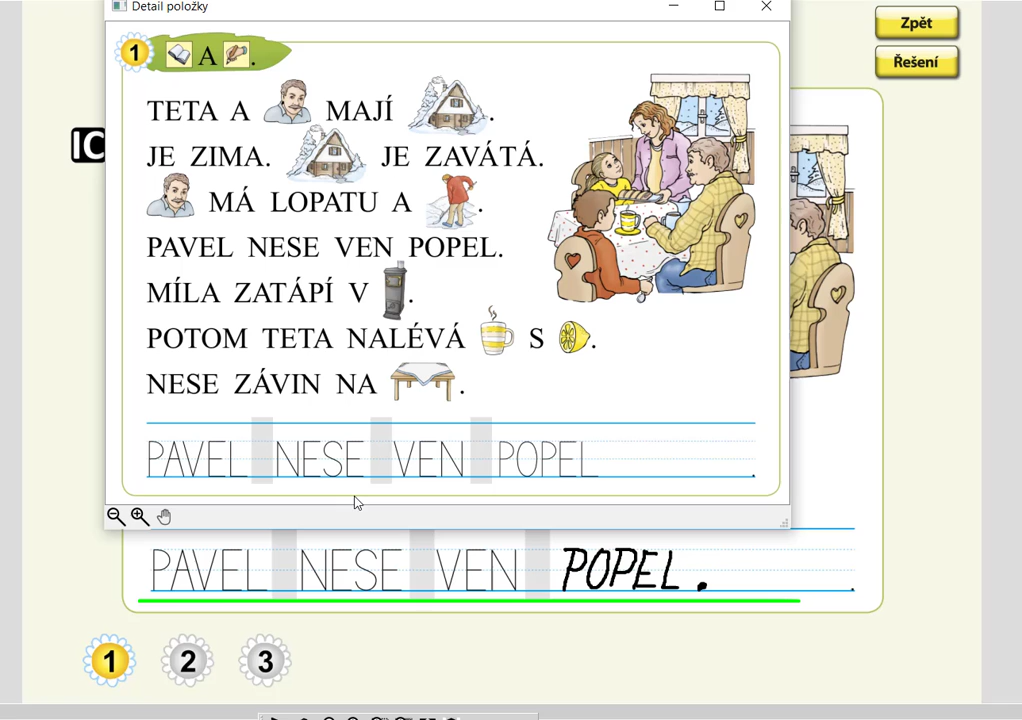 Detail položky
Zpět
Řešení
1 A .
IC
TETA A MAJÍ .
JE ZIMA. JE ZAVÁTÁ.
MÁ LOPATU A .
PAVEL NESE VEN POPEL.
MÍLA ZATÁPÍ V .
POTOM TETA NALÉVÁ S .
NESE ZÁVIN NA .
PAVEL NESE VEN POPEL .
PAVEL NESE VEN POPEL. .
1 2 3